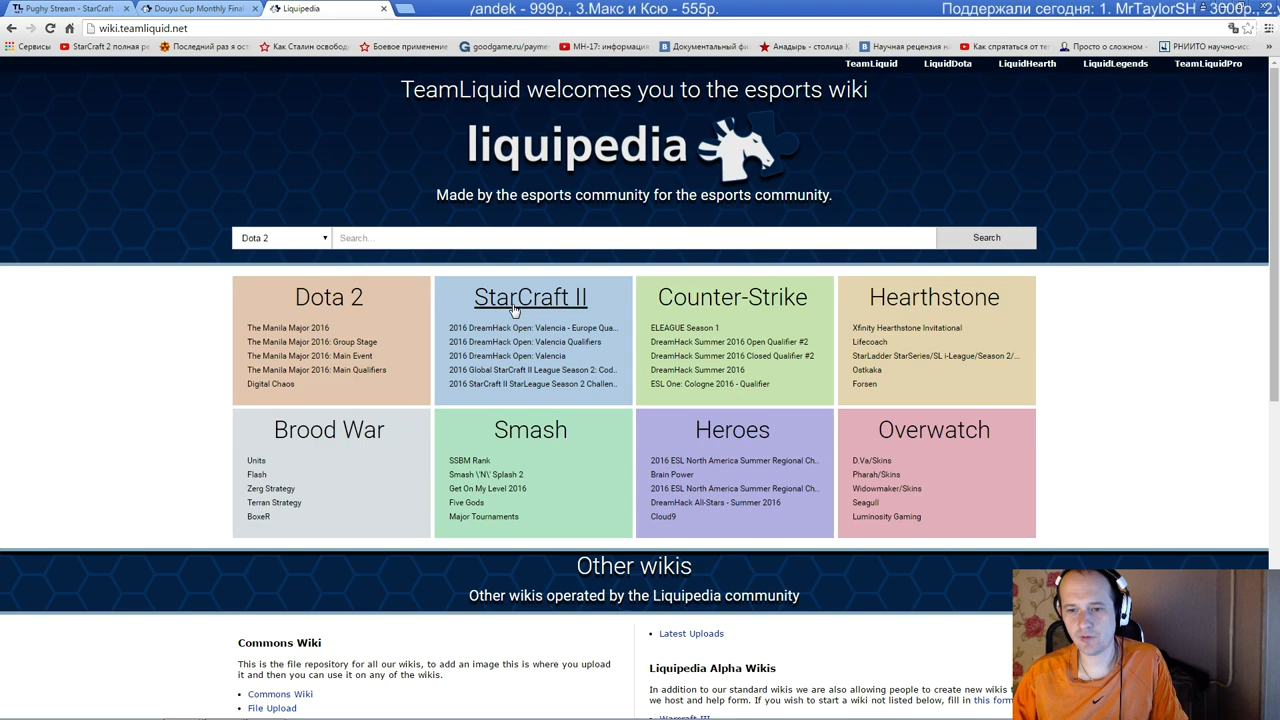 yandek - 999р., 3.Макс и Ксю - 555р.
Поддержали сегодня: 1. MrTaylorSH - 3000р., 2.
Pughy Stream - StarCraft
Douyu Cup Monthly Final
Liquipedia
wiki.teamliquid.net
Сервисы
StarCraft 2 полная ре
Последний раз я ост
Как Сталин освобод
Боевое применение
goodgame.ru/payme
МН-17: информаци
Документальный фи
Анадырь - столица
Научная рецензия н
Как спрятаться от те
Просто о сложном -
РНИИТО научно-исс
TeamLiquid
LiquidDota
LiquidHearth
LiquidLegends
TeamLiquidPro
TeamLiquid welcomes you to the esports wiki
liquipedia
Made by the esports community for the esports community.
Dota 2
Search...
Search
Dota 2
The Manila Major 2016
The Manila Major 2016: Group Stage
The Manila Major 2016: Main Event
The Manila Major 2016: Main Qualifiers
Digital Chaos
StarCraft II
2016 DreamHack Open: Valencia - Europe Qua...
2016 DreamHack Open: Valencia Qualifiers
2016 DreamHack Open: Valencia
2016 Global StarCraft II League Season 2: Cod..
2016 StarCraft II StarLeague Season 2 Challen..
Counter-Strike
ELEAGUE Season 1
DreamHack Summer 2016 Open Qualifier #2
DreamHack Summer 2016 Closed Qualifier #2
DreamHack Summer 2016
ESL One: Cologne 2016 - Qualifier
Hearthstone
Xfinity Hearthstone Invitational
Lifecoach
StarLadder StarSeries/SL i-League/Season 2/...
Ostkaka
Forsen
Brood War
Units
Flash
Zerg Strategy
Terran Strategy
BoxeR
Smash
SSBM Rank
Smash \'N\' Splash 2
Get On My Level 2016
Five Gods
Major Tournaments
Heroes
2016 ESL North America Summer Regional Ch..
Brain Power
2016 ESL North America Summer Regional Ch..
DreamHack All-Stars - Summer 2016
Cloud9
Overwatch
D.Va/Skins
Pharah/Skins
Widowmaker/Skins
Seagull
Luminosity Gaming
Other wikis
Other wikis operated by the Liquipedia community
Commons Wiki
This is the file repository for all our wikis, to add an image this is where you upload
it and then you can use it on any of the wikis.
Commons Wiki
File Upload
Latest Uploads
Liquipedia Alpha Wikis
In addition to our standard wikis we are also allowing people to create new wikis
we host and help form. If you wish to start a wiki not listed below, fill in this form
Warcraft III